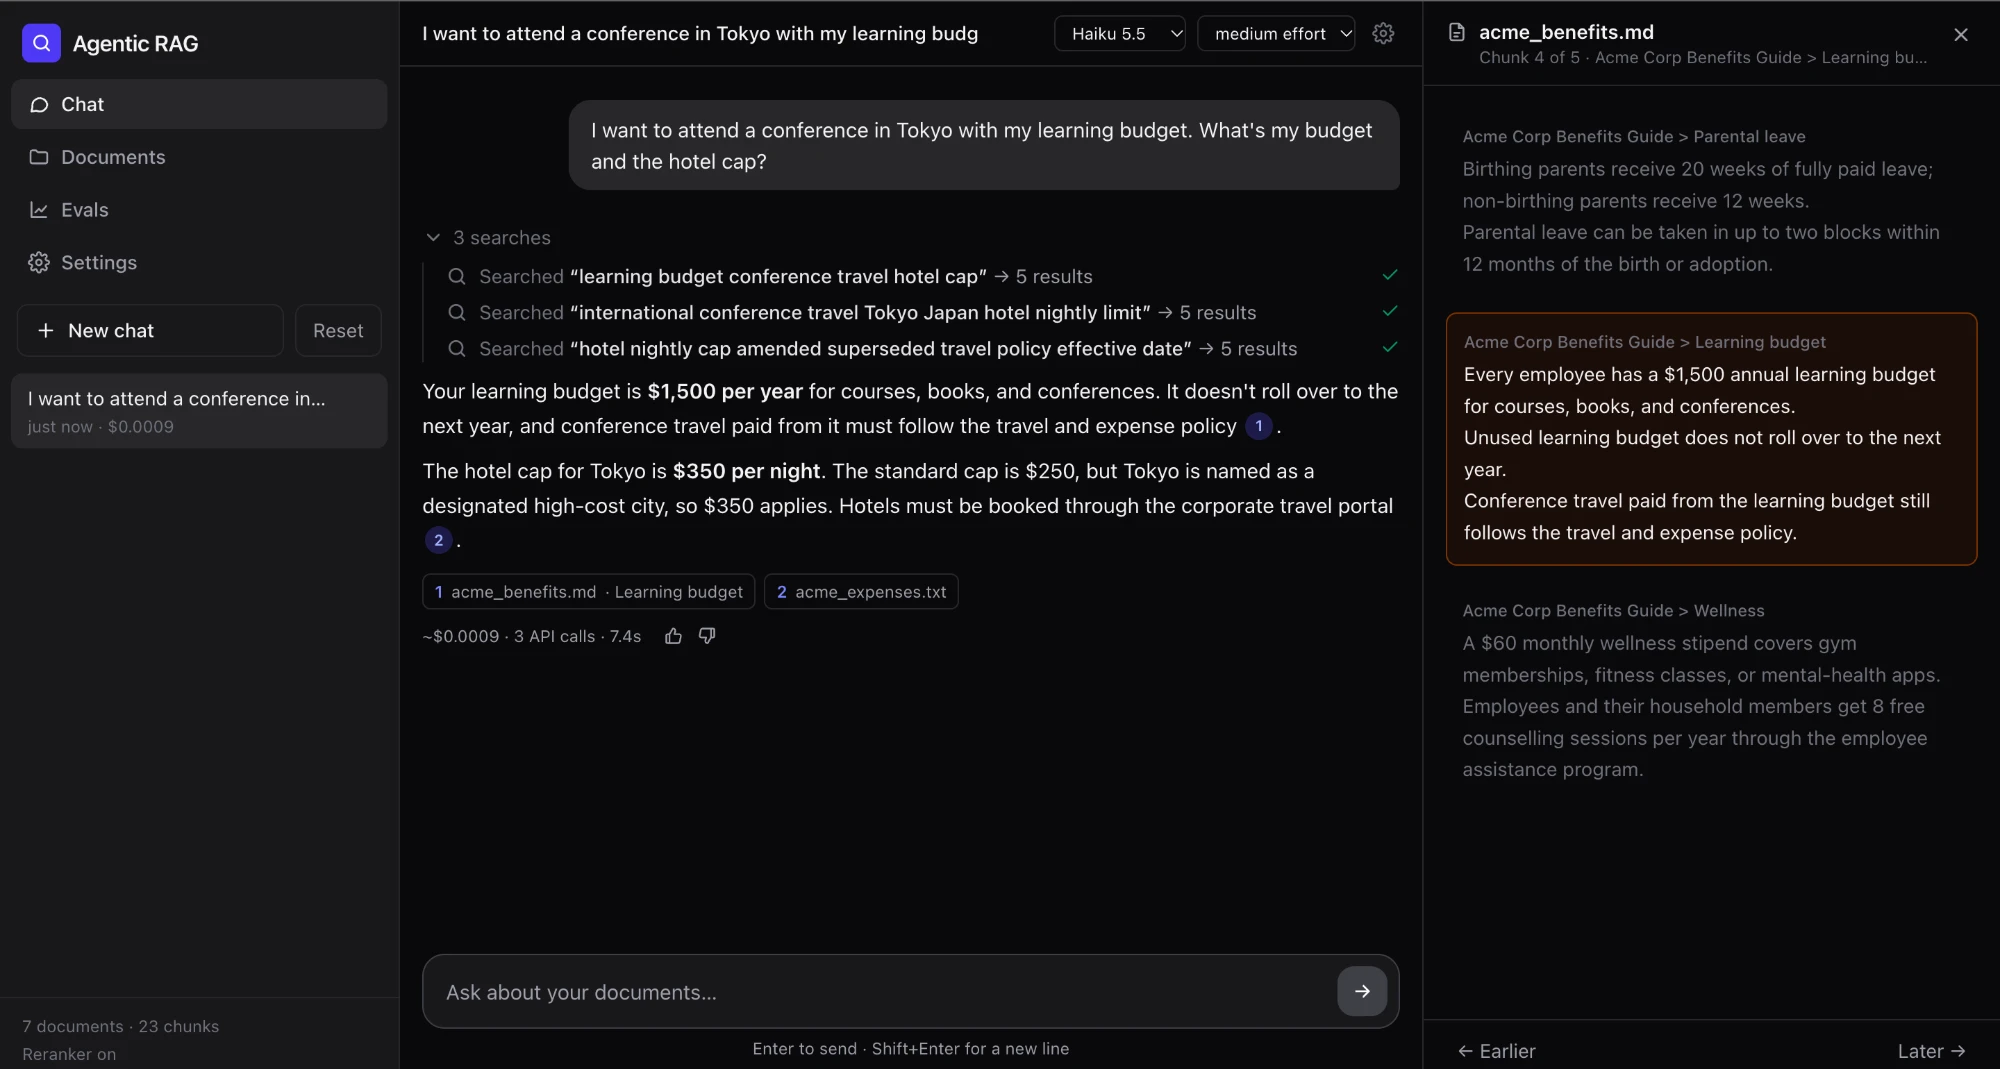 Agentic RAG
Chat
Documents
Evals
Settings
+ New chat
Reset
I want to attend a conference in...
just now · $0.0009
7 documents · 23 chunks
Reranker on
I want to attend a conference in Tokyo with my learning budg
Haiku 5.5
medium effort
I want to attend a conference in Tokyo with my learning budget. What's my budget
and the hotel cap?
3 searches
Searched “learning budget conference travel hotel cap” → 5 results
Searched “international conference travel Tokyo Japan hotel nightly limit” → 5 results
Searched “hotel nightly cap amended superseded travel policy effective date” → 5 results
Your learning budget is $1,500 per year for courses, books, and conferences. It doesn't roll over to the
next year, and conference travel paid from it must follow the travel and expense policy 1 .
The hotel cap for Tokyo is $350 per night. The standard cap is $250, but Tokyo is named as a
designated high-cost city, so $350 applies. Hotels must be booked through the corporate travel portal
2 .
1 acme_benefits.md · Learning budget
2 acme_expenses.txt
~$0.0009 · 3 API calls · 7.4s
Ask about your documents...
Enter to send · Shift+Enter for a new line
acme_benefits.md
Chunk 4 of 5 · Acme Corp Benefits Guide > Learning bu...
Acme Corp Benefits Guide > Parental leave
Birthing parents receive 20 weeks of fully paid leave;
non-birthing parents receive 12 weeks.
Parental leave can be taken in up to two blocks within
12 months of the birth or adoption.
Acme Corp Benefits Guide > Learning budget
Every employee has a $1,500 annual learning budget
for courses, books, and conferences.
Unused learning budget does not roll over to the next
year.
Conference travel paid from the learning budget still
follows the travel and expense policy.
Acme Corp Benefits Guide > Wellness
A $60 monthly wellness stipend covers gym
memberships, fitness classes, or mental-health apps.
Employees and their household members get 8 free
counselling sessions per year through the employee
assistance program.
← Earlier
Later →